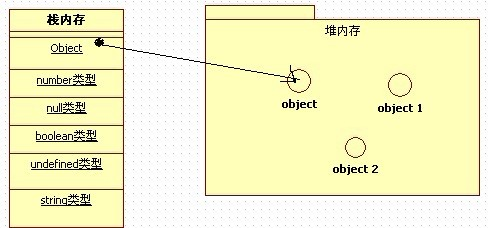 栈内存
Object
number类型
null类型
boolean类型
undefined类型
string类型
堆内存
object
object 1
object 2